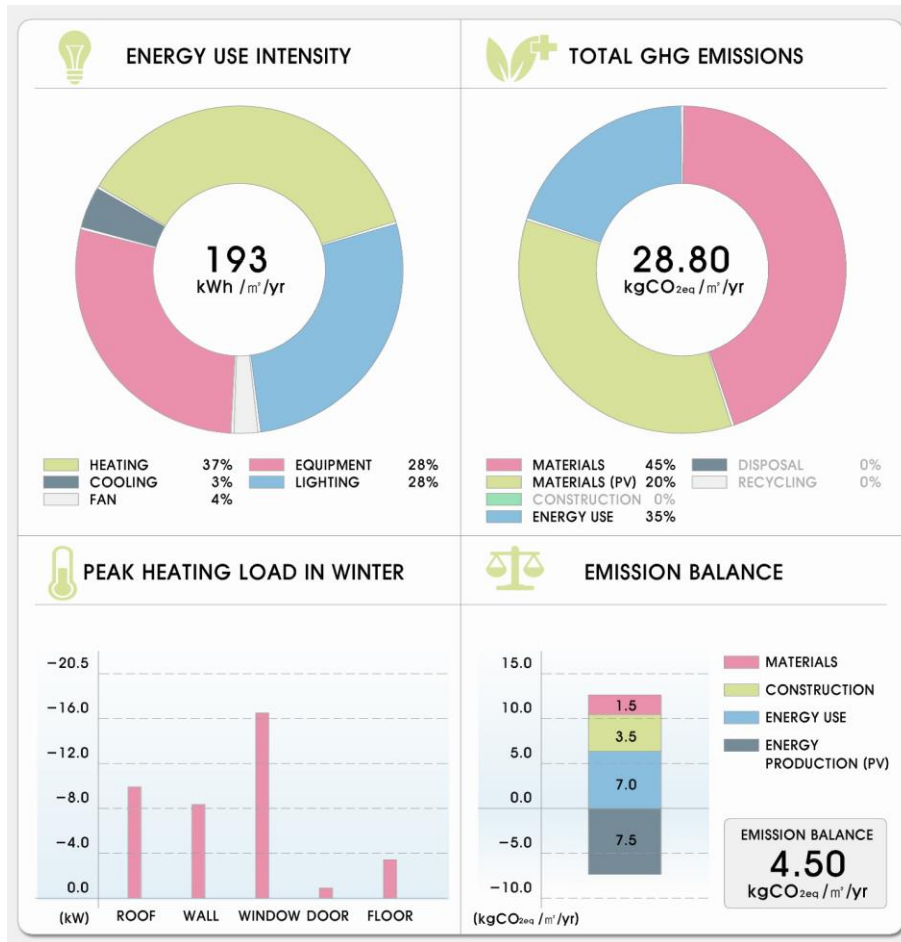 ENERGY USE INTENSITY
193
kWh /㎡/yr
HEATING 37% EQUIPMENT 28%
COOLING 3% LIGHTING 28%
FAN 4%
TOTAL GHG EMISSIONS
28.80
kgCO2eq /㎡/yr
MATERIALS 45% DISPOSAL 0%
MATERIALS (PV) 20% RECYCLING 0%
CONSTRUCTION 0%
ENERGY USE 35%
PEAK HEATING LOAD IN WINTER
−20.5
−16.0
−12.0
−8.0
−4.0
0.0
(kW) ROOF WALL WINDOW DOOR FLOOR
EMISSION BALANCE
15.0
10.0
5.0
0.0
−5.0
−10.0
(kgCO2eq /㎡/yr)
1.5
3.5
7.0
7.5
MATERIALS
CONSTRUCTION
ENERGY USE
ENERGY
PRODUCTION (PV)
EMISSION BALANCE
4.50
kgCO2eq /㎡/yr